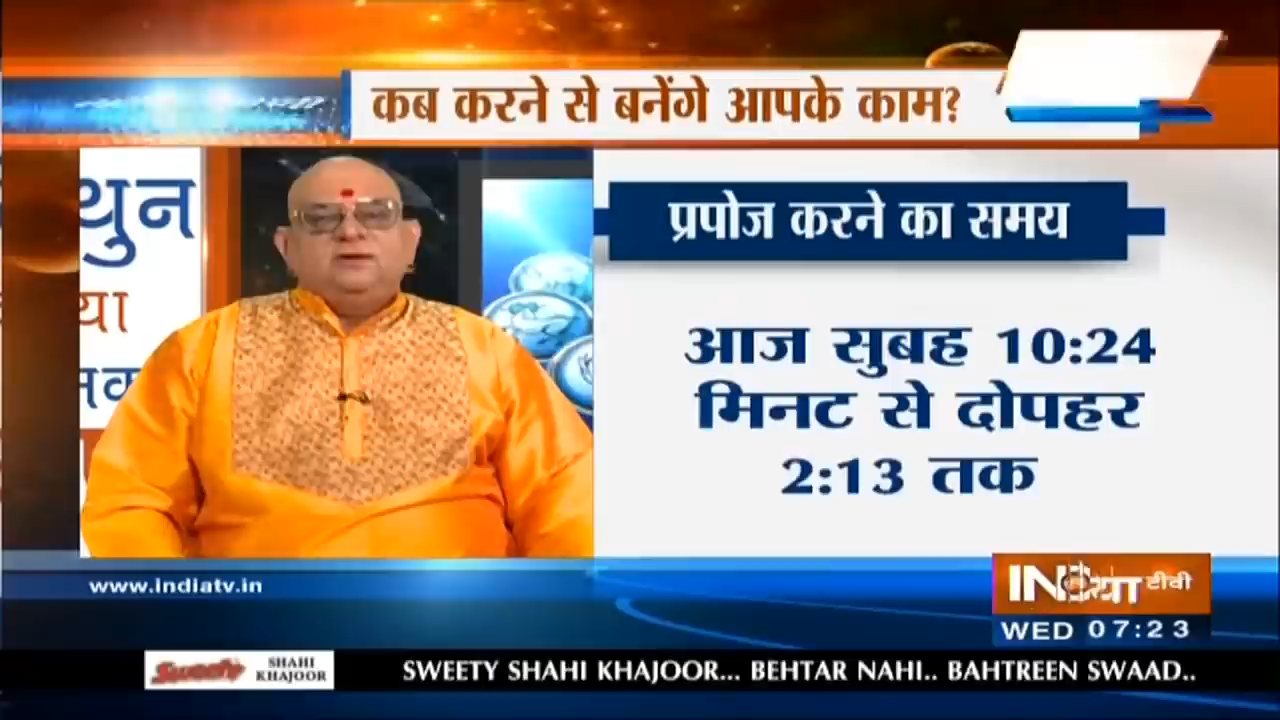 कब करने से बनेंगे आपके काम?
थुन
या
प्रपोज करने का समय
आज सुबह 10:24
मिनट से दोपहर
2:13 तक
www.indiatv.in
टीवी
WED 07:23
Sweety SHAHI KHAJOOR
SWEETY SHAHI KHAJOOR... BEHTAR NAHI.. BAHTREEN SWAAD..